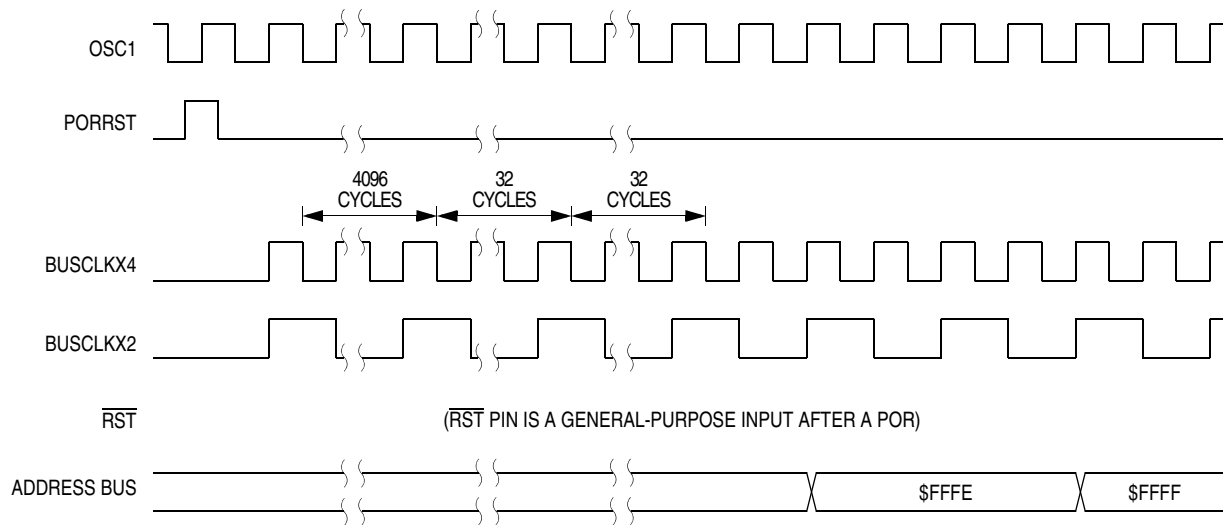 OSC1
PORRST
4096
CYCLES
32
CYCLES
32
CYCLES
BUSCLKX4
BUSCLKX2
RST
(RST PIN IS A GENERAL-PURPOSE INPUT AFTER A POR)
ADDRESS BUS
$FFFE
$FFFF